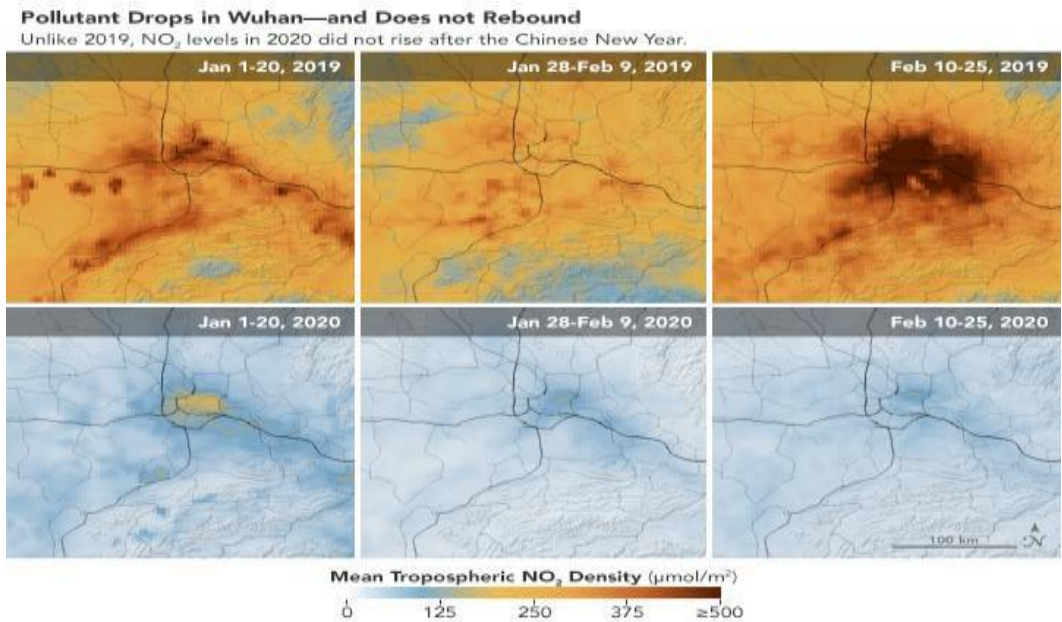 Pollutant Drops in Wuhan—and Does not Rebound
Unlike 2019, NO₂ levels in 2020 did not rise after the Chinese New Year.
Jan 1-20, 2019
Jan 28-Feb 9, 2019
Feb 10-25, 2019
Jan 1-20, 2020
Jan 28-Feb 9, 2020
Feb 10-25, 2020
100 km
N
Mean Tropospheric NO₂ Density (µmol/m²)
0 125 250 375 ≥500